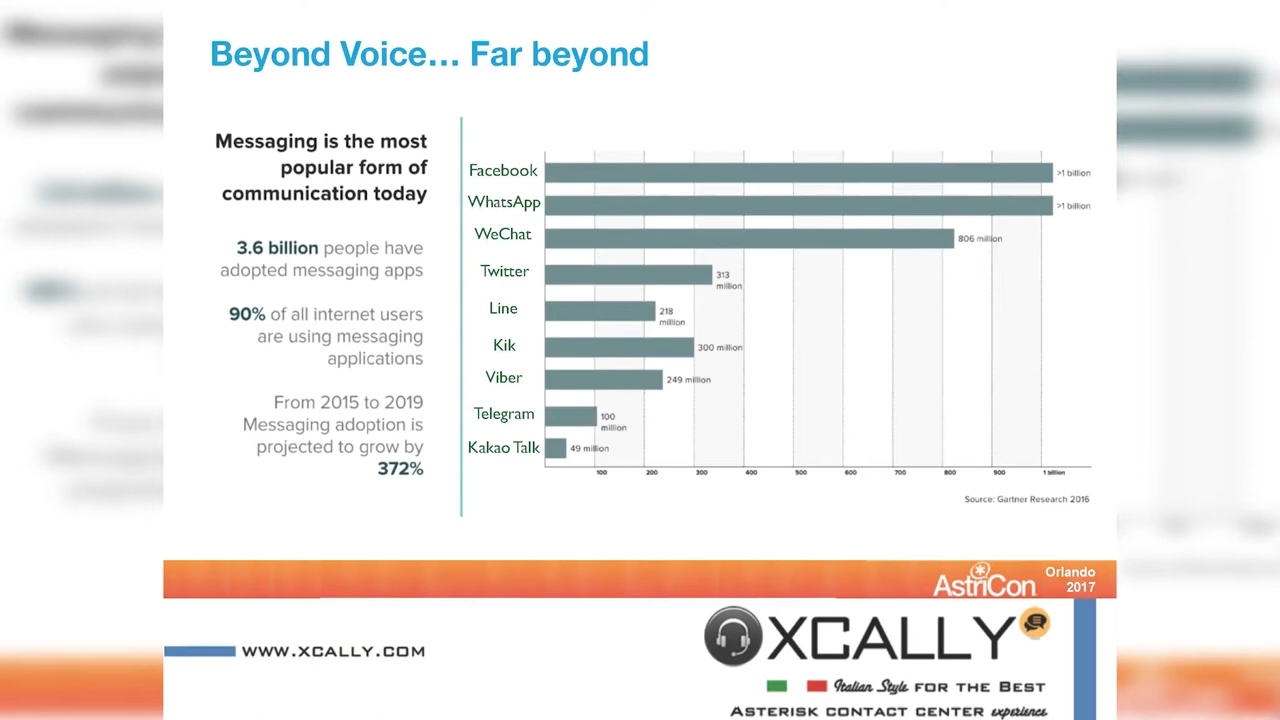 Beyond Voice... Far beyond
Messaging is the most
popular form of
communication today
3.6 billion people have
adopted messaging apps
90% of all internet users
are using messaging
applications
From 2015 to 2019
Messaging adoption is
projected to grow by
372%
Facebook
>1 billion
WhatsApp
>1 billion
WeChat
806 million
Twitter
313
million
Line
218
million
Kik
300 million
Viber
249 million
Telegram
100
million
Kakao Talk
49 million
100 200 300 400 500 600 700 800 900 1 billion
Source: Gartner Research 2016
AstriCon
Orlando
2017
WWW.XCALLY.COM
XCALLY
Italian Style FOR THE BEST
ASTERISK CONTACT CENTER experience